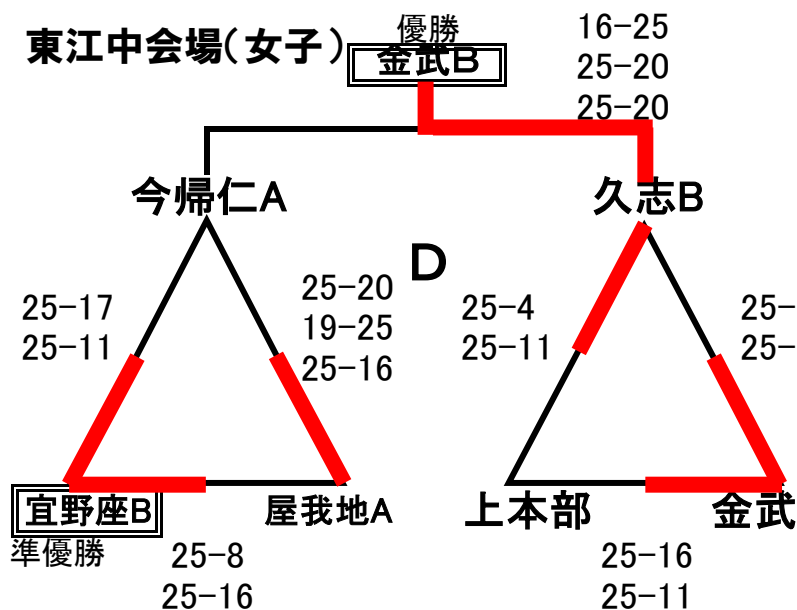 東江中会場(女子)
優勝
金武B
16-25
25-20
25-20
今帰仁A
久志B
D
25-17
25-11
25-20
19-25
25-16
25-4
25-11
25-
25-
宜野座B
準優勝
屋我地A
上本部
金武
25-8
25-16
25-16
25-11